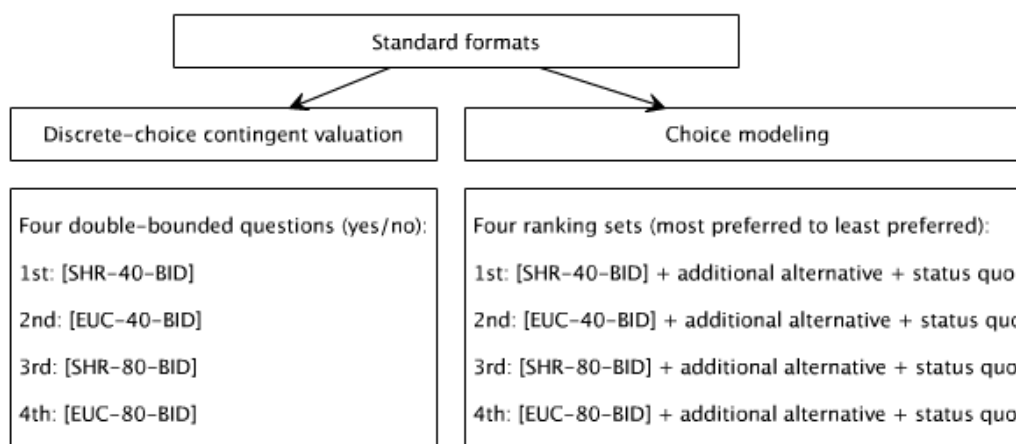 Standard formats
Discrete-choice contingent valuation
Choice modeling
Four double-bounded questions (yes/no):
1st: [SHR-40-BID]
2nd: [EUC-40-BID]
3rd: [SHR-80-BID]
4th: [EUC-80-BID]
Four ranking sets (most preferred to least preferred):
1st: [SHR-40-BID] + additional alternative + status quo
2nd: [EUC-40-BID] + additional alternative + status quo
3rd: [SHR-80-BID] + additional alternative + status quo
4th: [EUC-80-BID] + additional alternative + status quo